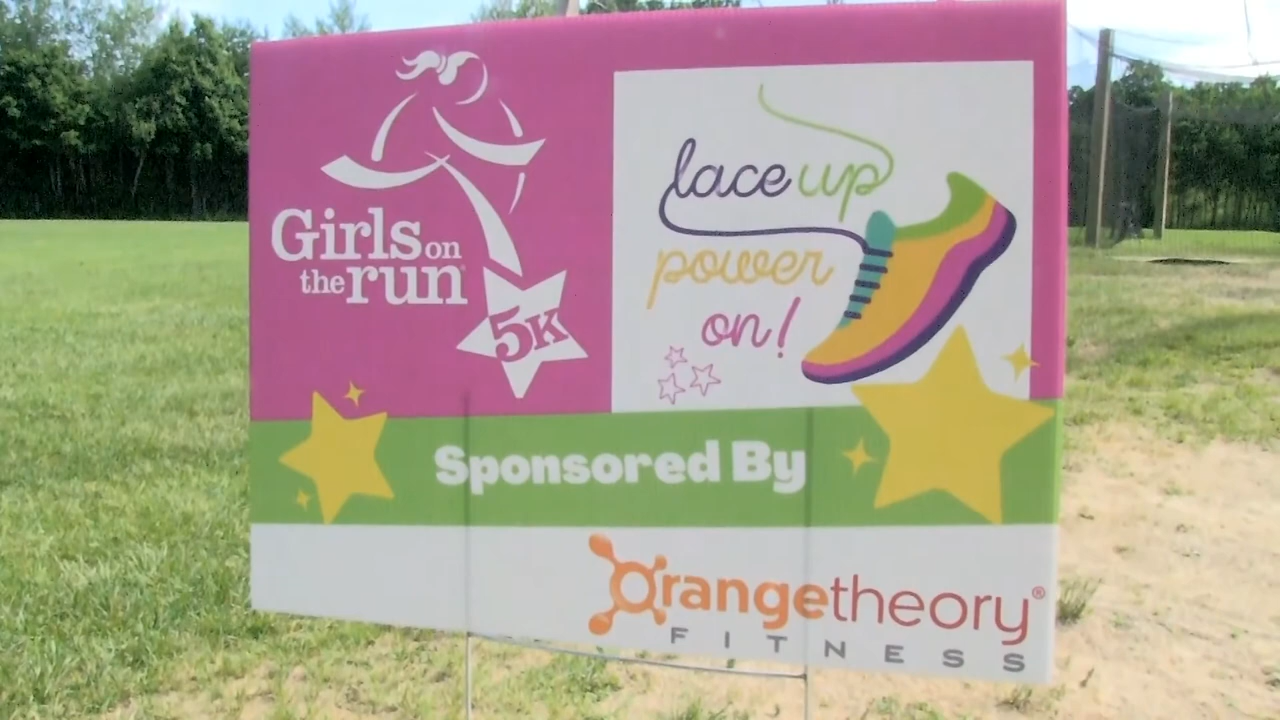 Girls on
the run
5K
lace up
power
on!
Sponsored By
Orangetheory®
FITNESS